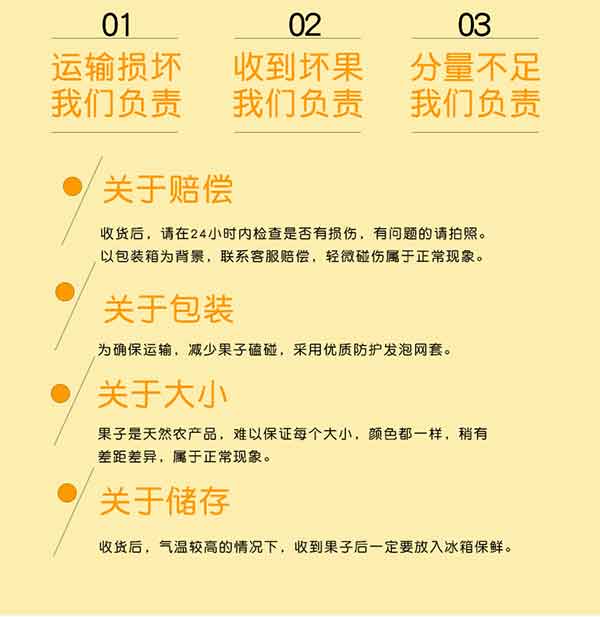 01
运输损坏
我们负责
02
收到坏果
我们负责
03
分量不足
我们负责
关于赔偿
收货后，请在24小时内检查是否有损伤，有问题的请拍照。
以包装箱为背景，联系客服赔偿，轻微碰伤属于正常现象。
关于包装
为确保运输，减少果子磕碰，采用优质防护发泡网套。
关于大小
果子是天然农产品，难以保证每个大小，颜色都一样，稍有
差距差异，属于正常现象。
关于储存
收货后，气温较高的情况下，收到果子后一定要放入冰箱保鲜。